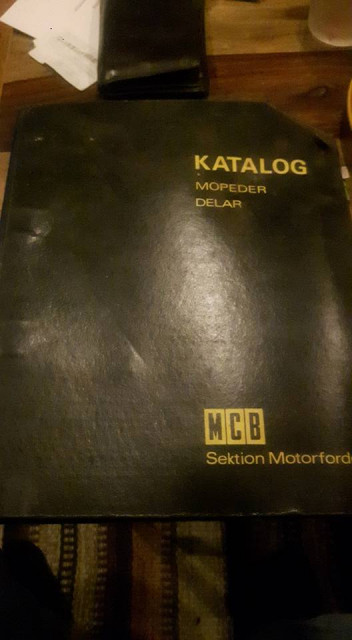 KATALOG
MOPEDER
DELAR
MCB
Sektion Motorford